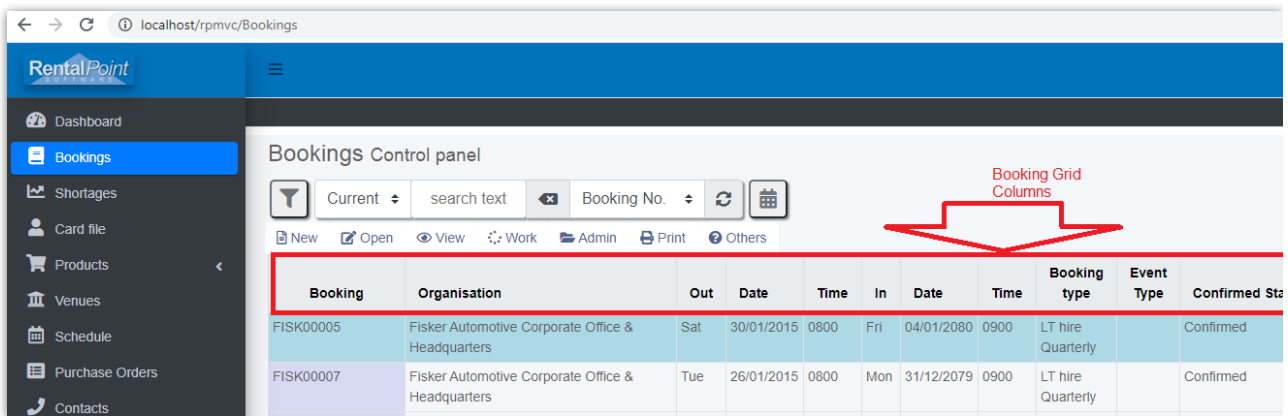 localhost/rpmvc/Bookings
RentalPoint
SOFTWARE
Dashboard
Bookings
Shortages
Card file
Products
Venues
Schedule
Purchase Orders
Contacts
Bookings Control panel
Booking Grid
Columns
Current search text Booking No.
New Open View Work Admin Print Others
Booking Organisation Out Date Time In Date Time Booking type Event Type Confirmed Sta
FISK00005 Fisker Automotive Corporate Office & Headquarters Sat 30/01/2015 0800 Fri 04/01/2080 0900 LT hire Quarterly Confirmed
FISK00007 Fisker Automotive Corporate Office & Headquarters Tue 26/01/2015 0800 Mon 31/12/2079 0900 LT hire Quarterly Confirmed